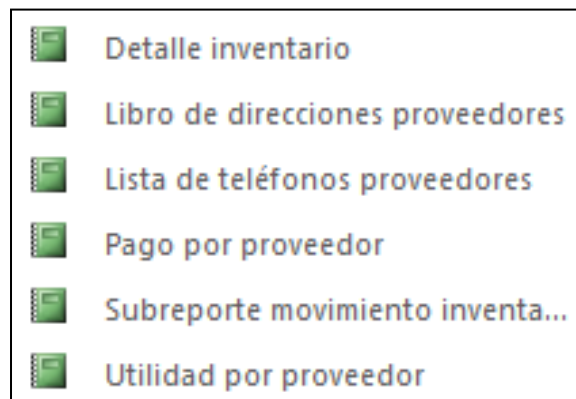 Detalle inventario
Libro de direcciones proveedores
Lista de teléfonos proveedores
Pago por proveedor
Subreporte movimiento inventa...
Utilidad por proveedor